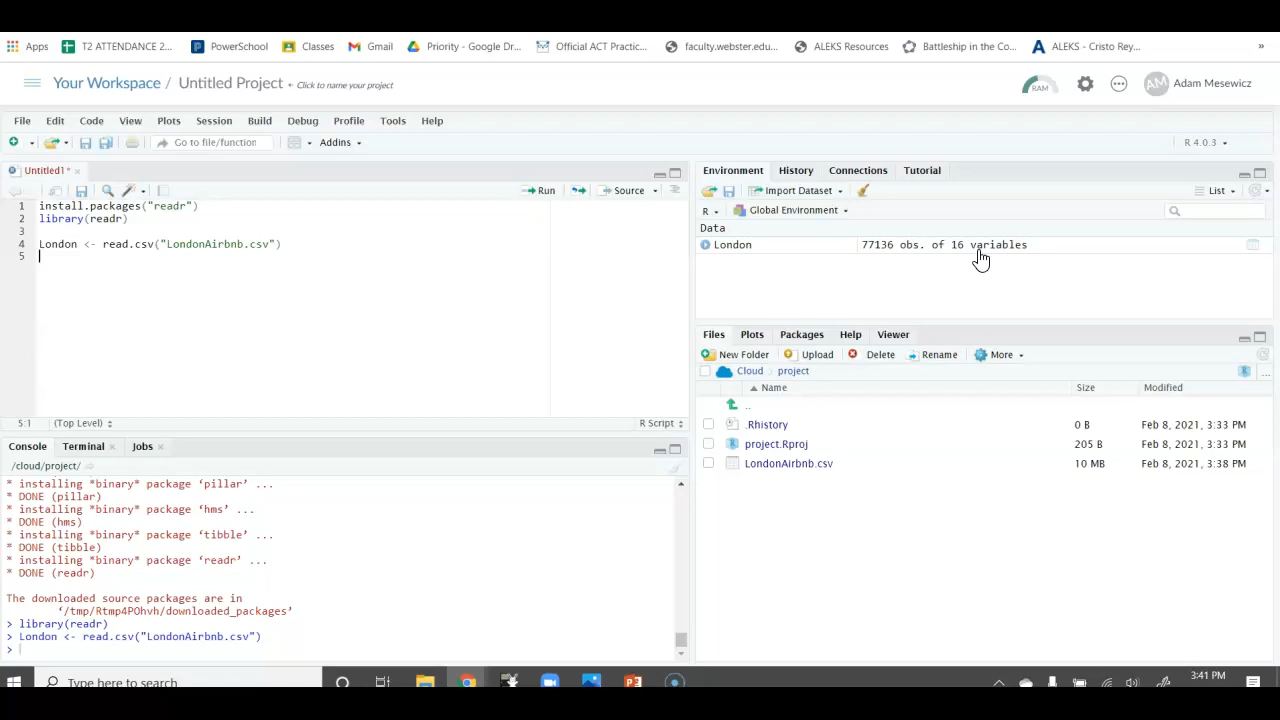 Apps T2 ATTENDANCE 2... PowerSchool Classes Gmail Priority - Google Dr... Official ACT Practic... faculty.webster.edu... ALEKS Resources Battleship in the Co... ALEKS - Cristo Rey... »
Your Workspace / Untitled Project ← Click to name your project RAM AM Adam Mesewicz
File Edit Code View Plots Session Build Debug Profile Tools Help
Go to file/function Addins R 4.0.3
Untitled1* × Environment History Connections Tutorial
Run Source Import Dataset List
R Global Environment
1 install.packages("readr")
2 library(readr)
3
4 London <- read.csv("LondonAirbnb.csv")
5
Data
London 77136 obs. of 16 variables
Files Plots Packages Help Viewer
New Folder Upload Delete Rename More
Cloud project ...
Name Size Modified
..
.Rhistory 0 B Feb 8, 2021, 3:33 PM
project.Rproj 205 B Feb 8, 2021, 3:33 PM
LondonAirbnb.csv 10 MB Feb 8, 2021, 3:38 PM
5:1 (Top Level) R Script
Console Terminal × Jobs ×
/cloud/project/
* installing *binary* package ‘pillar’ ...
* DONE (pillar)
* installing *binary* package ‘hms’ ...
* DONE (hms)
* installing *binary* package ‘tibble’ ...
* DONE (tibble)
* installing *binary* package ‘readr’ ...
* DONE (readr)
The downloaded source packages are in
‘/tmp/Rtmp4POhvh/downloaded_packages’
> library(readr)
> London <- read.csv("LondonAirbnb.csv")
>
Type here to search 3:41 PM